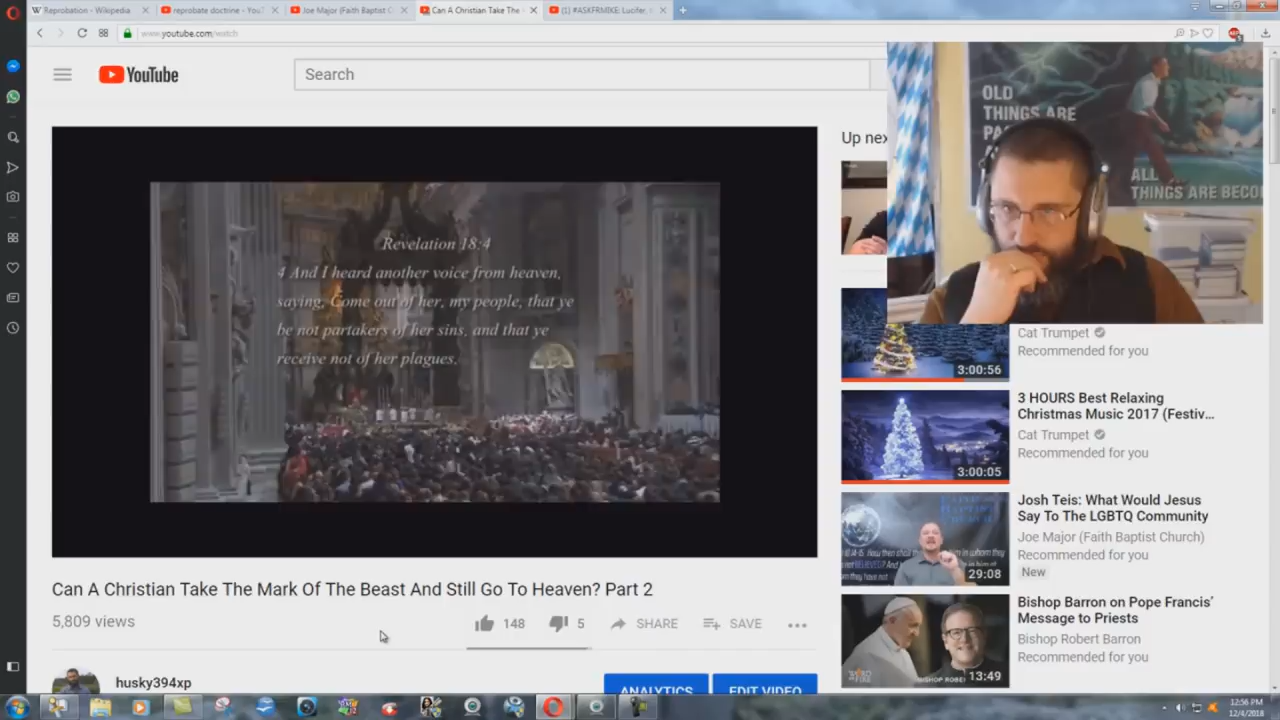 Reprobation - Wikipedia
reprobate doctrine - You
Joe Major (Faith Baptist C
Can A Christian Take The
(1) #ASKFRMIKE: Lucifer,
www.youtube.com/watch
YouTube
Search
Up nex
OLD
THINGS ARE
ALL
THINGS ARE BECO
Revelation 18:4
4 And I heard another voice from heaven,
saying, Come out of her, my people, that ye
be not partakers of her sins, and that ye
receive not of her plagues.
Cat Trumpet
Recommended for you
3:00:56
3 HOURS Best Relaxing
Christmas Music 2017 (Festiv...
Cat Trumpet
Recommended for you
3:00:05
Josh Teis: What Would Jesus
Say To The LGBTQ Community
Joe Major (Faith Baptist Church)
Recommended for you
New
29:08
Bishop Barron on Pope Francis'
Message to Priests
Bishop Robert Barron
Recommended for you
13:49
Can A Christian Take The Mark Of The Beast And Still Go To Heaven? Part 2
5,809 views
148
5
SHARE
SAVE
husky394xp
ANALYTICS
EDIT VIDEO
12:56 PM
12/4/2018